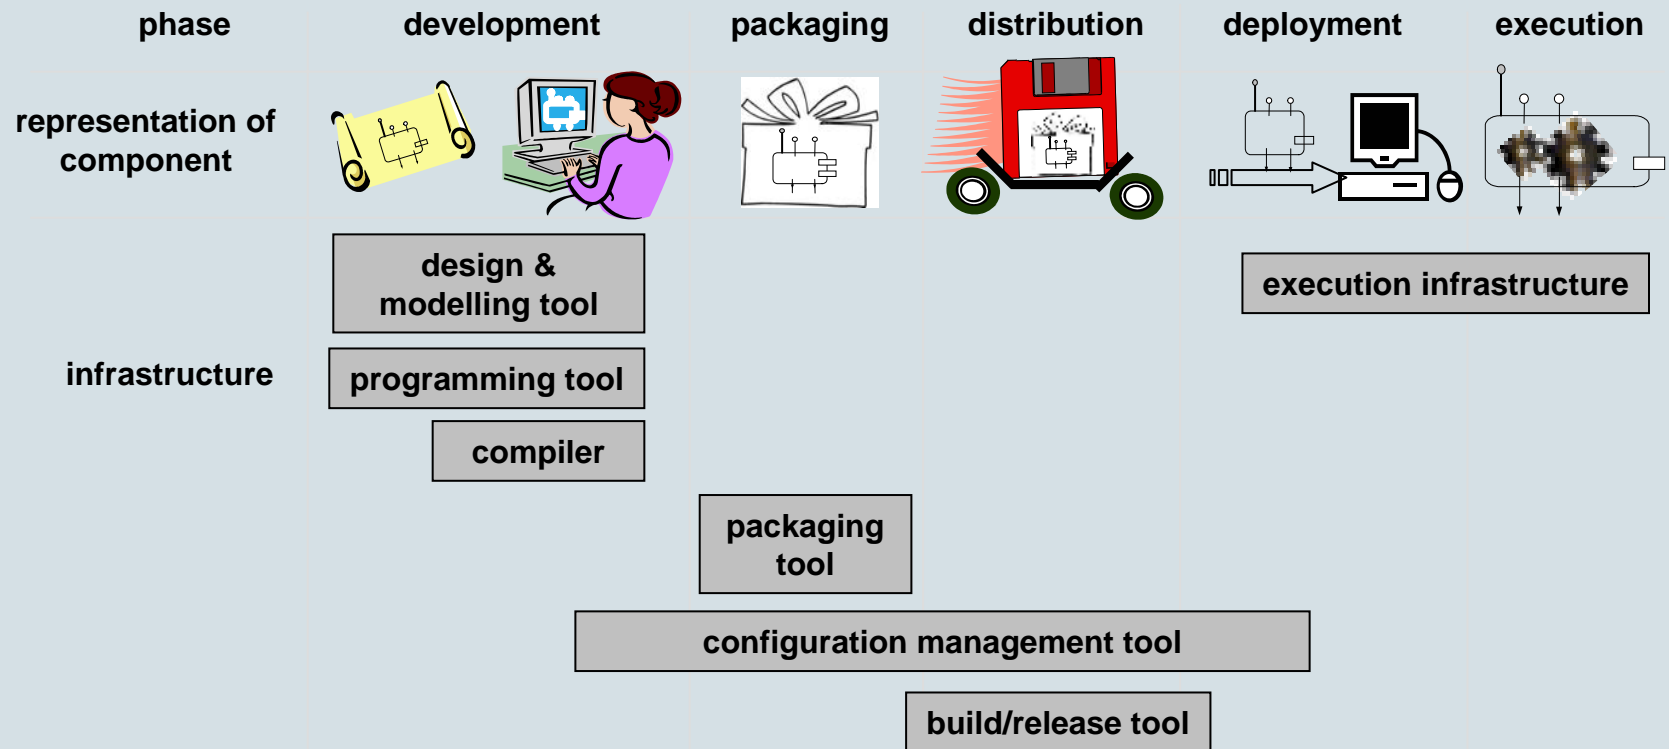 phase
development
packaging
distribution
deployment
execution
representation of
component
design &
modelling tool
execution infrastructure
infrastructure
programming tool
compiler
packaging
tool
configuration management tool
build/release tool